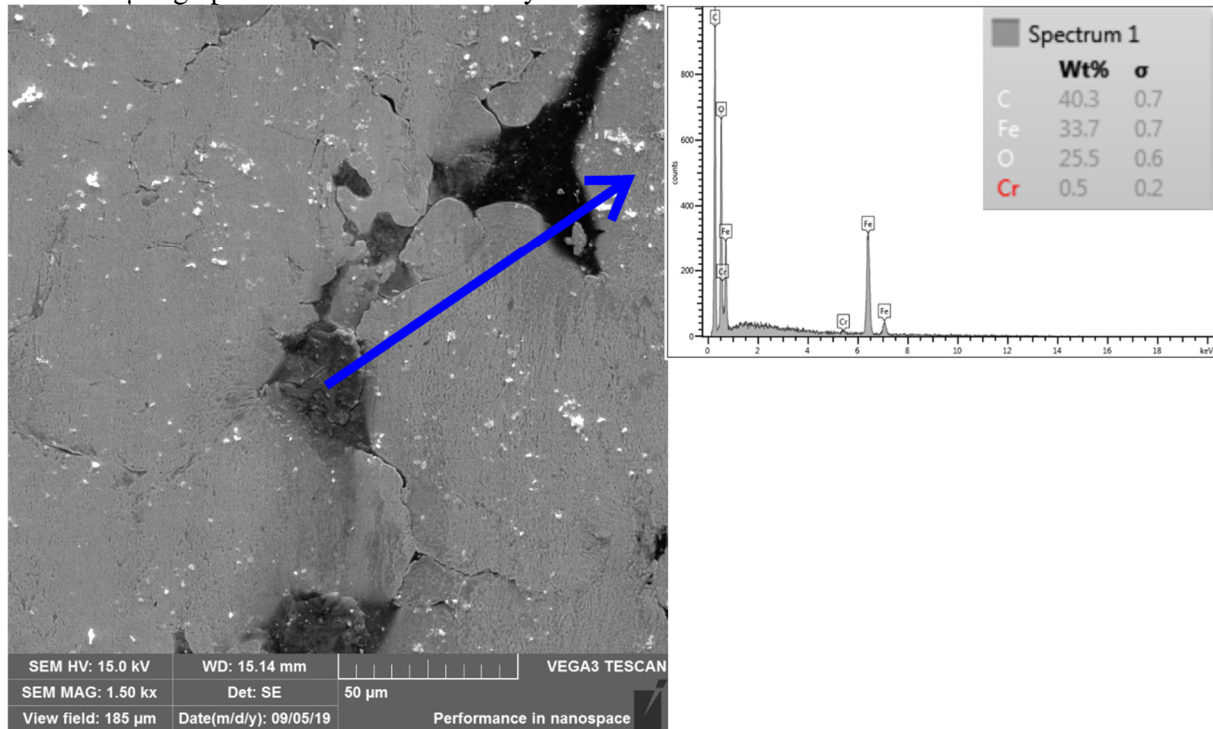 SEM HV: 15.0 kV
WD: 15.14 mm
VEGA3 TESCAN
SEM MAG: 1.50 kx
Det: SE
50 µm
View field: 185 µm
Date(m/d/y): 09/05/19
Performance in nanospace
counts
800
600
400
200
0
C
O
Fe
Cr
Cr
Fe
Fe
0 2 4 6 8 10 12 14 16 18 keV
Spectrum 1
Wt% σ
C 40.3 0.7
Fe 33.7 0.7
O 25.5 0.6
Cr 0.5 0.2